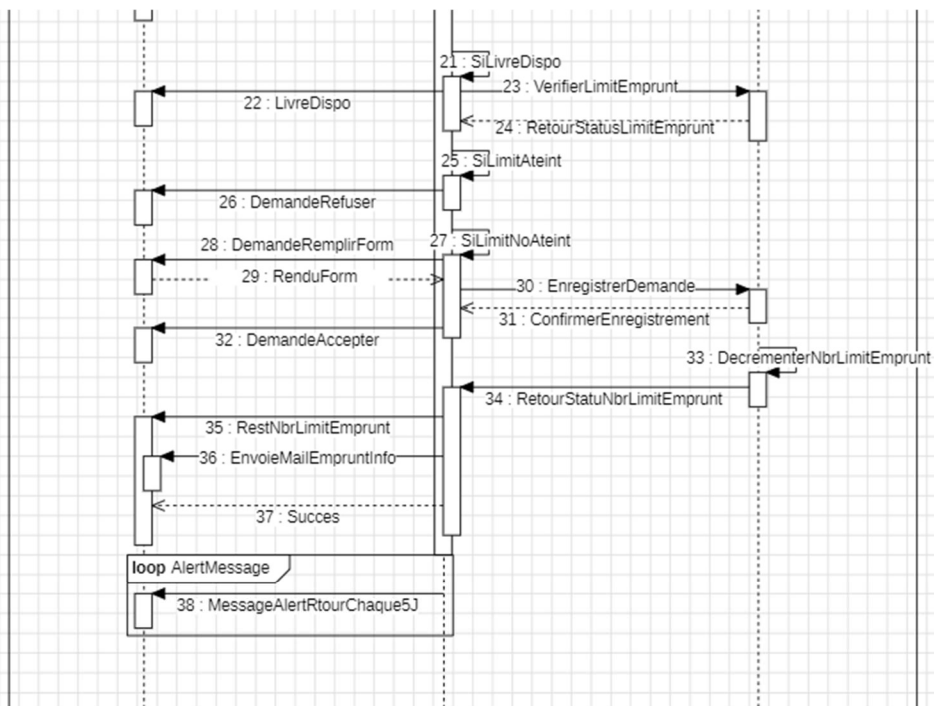 21 : SiLivreDispo
23 : VerifierLimitEmprunt
22 : LivreDispo
24 : RetourStatusLimitEmprunt
25 : SiLimitAteint
26 : DemandeRefuser
27 : SiLimitNoAteint
28 : DemandeRemplirForm
29 : RenduForm
30 : EnregistrerDemande
31 : ConfirmerEnregistrement
32 : DemandeAccepter
33 : DecrementerNbrLimitEmprunt
34 : RetourStatuNbrLimitEmprunt
35 : RestNbrLimitEmprunt
36 : EnvoieMailEmpruntInfo
37 : Succes
loop AlertMessage
38 : MessageAlertRtourChaque5J